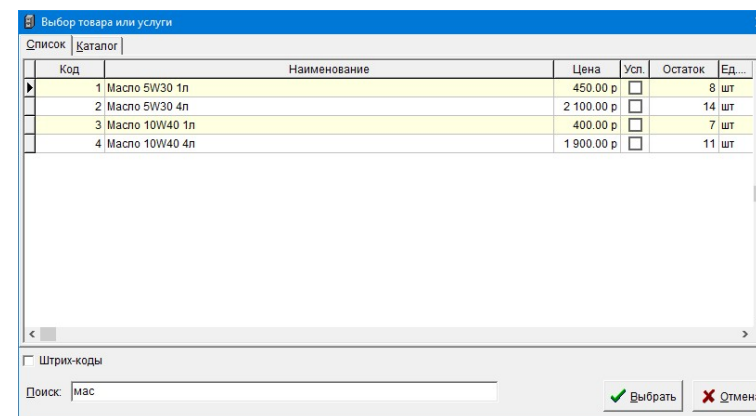 Выбор товара или услуги
Список Каталог
Код Наименование Цена Усл. Остаток Ед....
1 Масло 5W30 1л 450.00 р 8 шт
2 Масло 5W30 4л 2 100.00 р 14 шт
3 Масло 10W40 1л 400.00 р 7 шт
4 Масло 10W40 4л 1 900.00 р 11 шт
Штрих-коды
Поиск: мас Выбрать Отмен